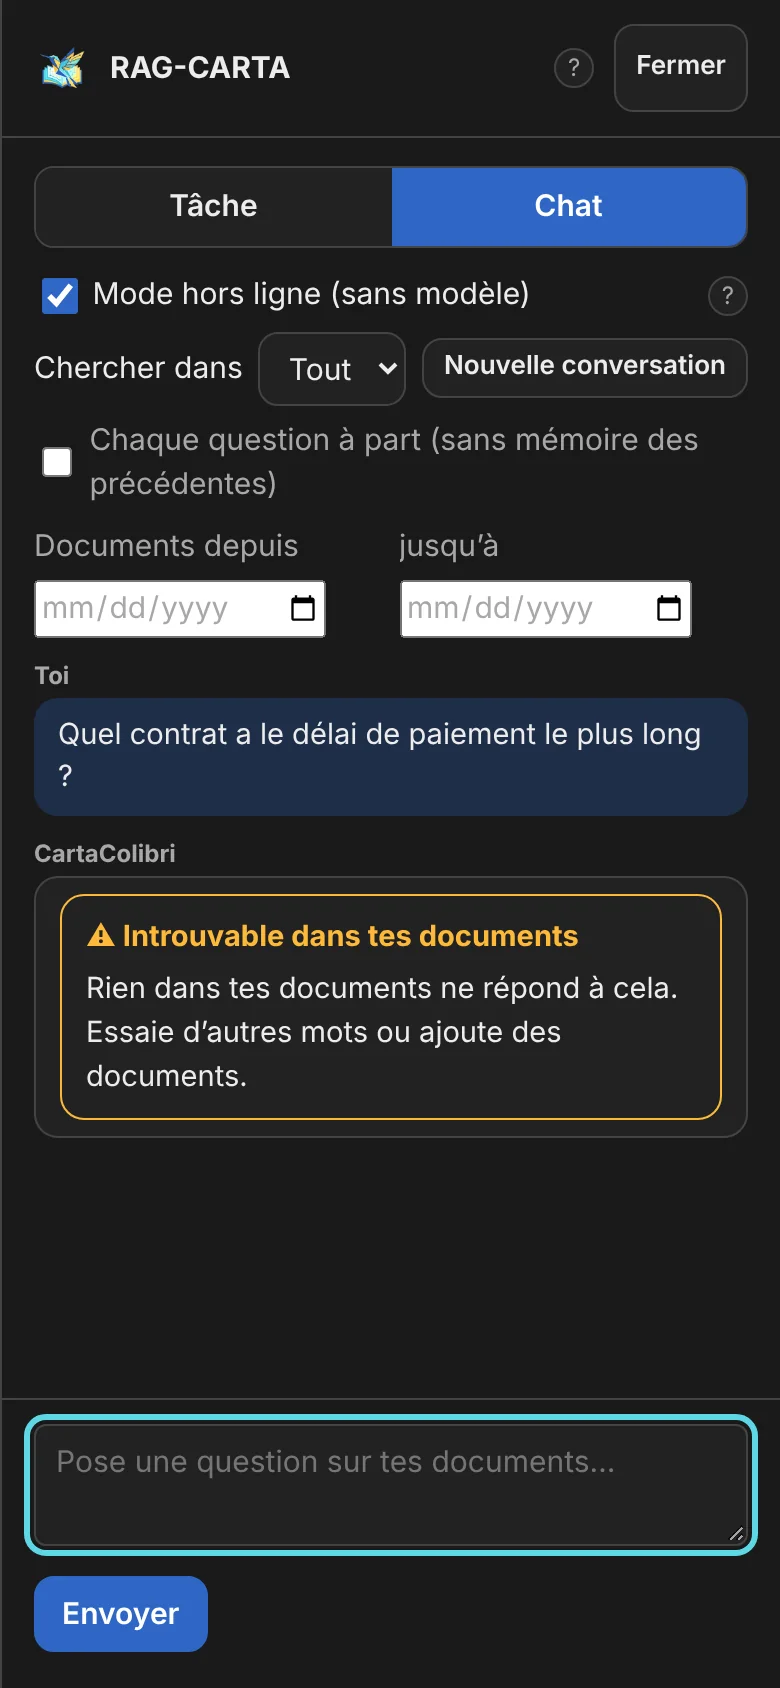 RAG-CARTA
?
Fermer
Tâche
Chat
Mode hors ligne (sans modèle)
?
Chercher dans
Tout
Nouvelle conversation
Chaque question à part (sans mémoire des
précédentes)
Documents depuis
jusqu’à
mm/dd/yyyy
mm/dd/yyyy
Toi
Quel contrat a le délai de paiement le plus long
?
CartaColibri
⚠ Introuvable dans tes documents
Rien dans tes documents ne répond à cela.
Essaie d’autres mots ou ajoute des
documents.
Pose une question sur tes documents...
Envoyer